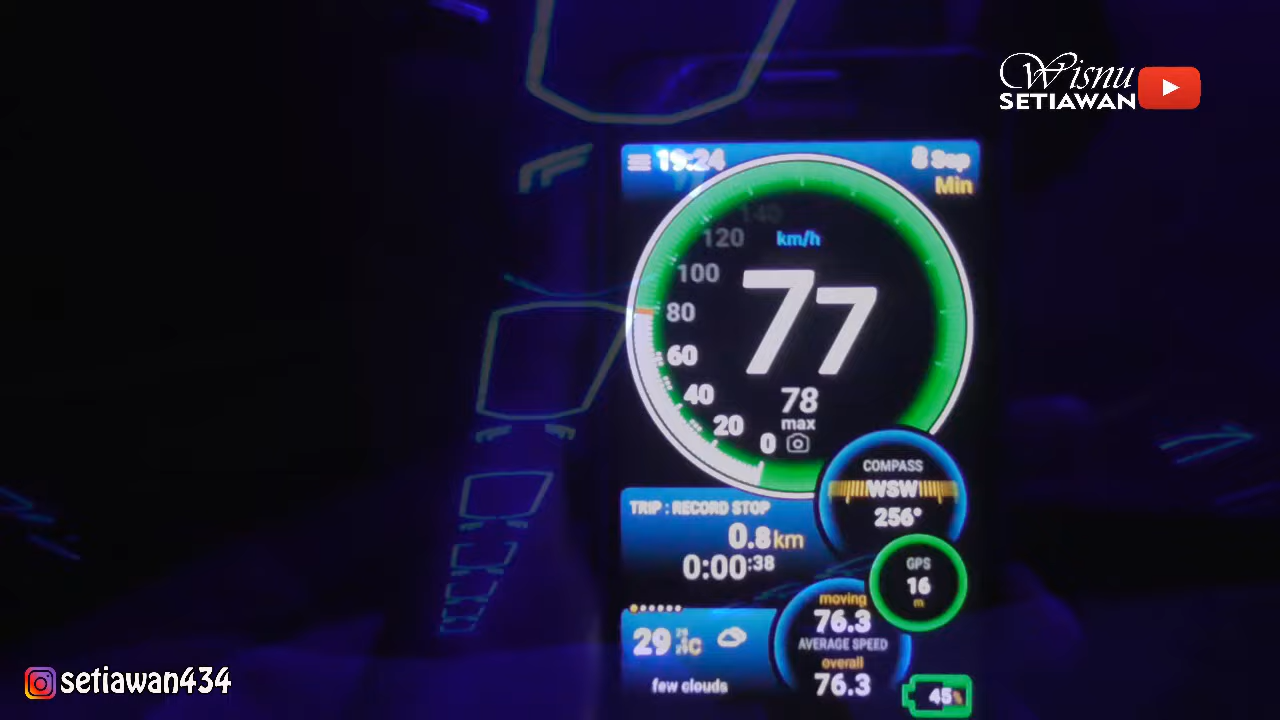 Wisnu
SETIAWAN
19:24
8 Sep
Min
140
120
km/h
100
77
80
60
40
78
20
max
0
COMPASS
WSW
256°
TRIP : RECORD STOP
0.8 km
0:00:38
GPS
16
m
moving
76.3
AVERAGE SPEED
overall
76.3
29
few clouds
45%
setiawan434